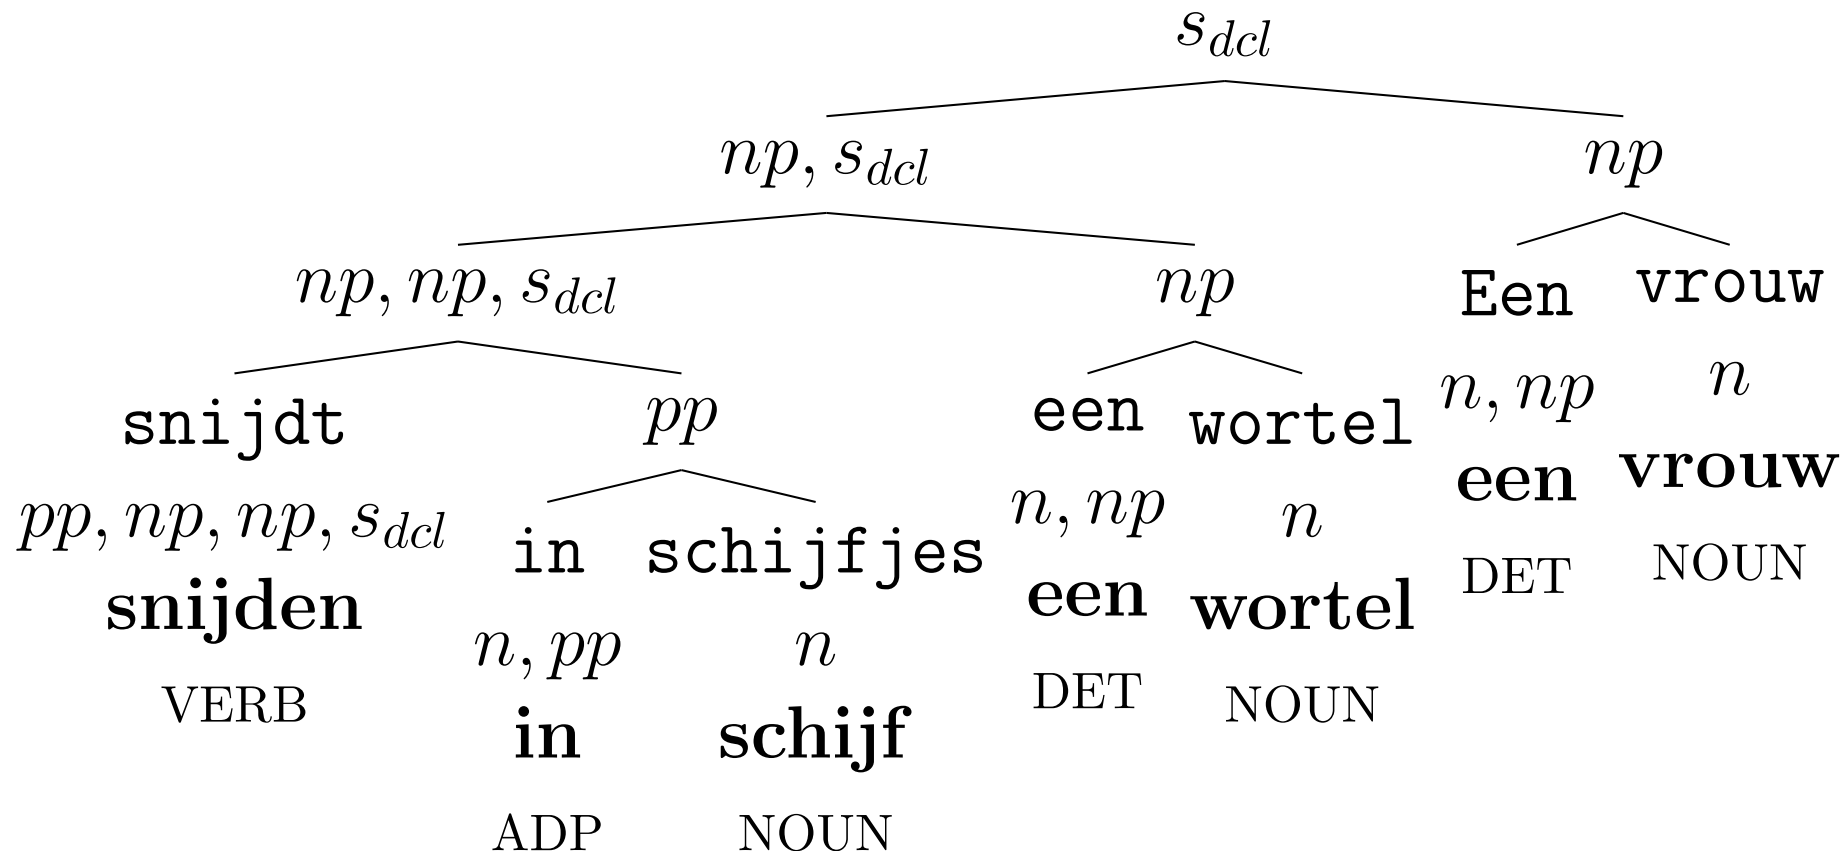 s_dcl
np, s_dcl np
np, np, s_dcl np Een vrouw
snijdt pp een wortel n, np n
pp, np, np, s_dcl in schijfjes n, np n een vrouw
snijden n, pp n een wortel DET NOUN
VERB in schijf DET NOUN
ADP NOUN